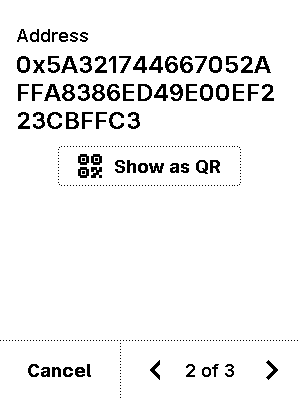 Address
0x5A321744667052A
FFA8386ED49E00EF2
23CBFFC3
Show as QR
Cancel
2 of 3